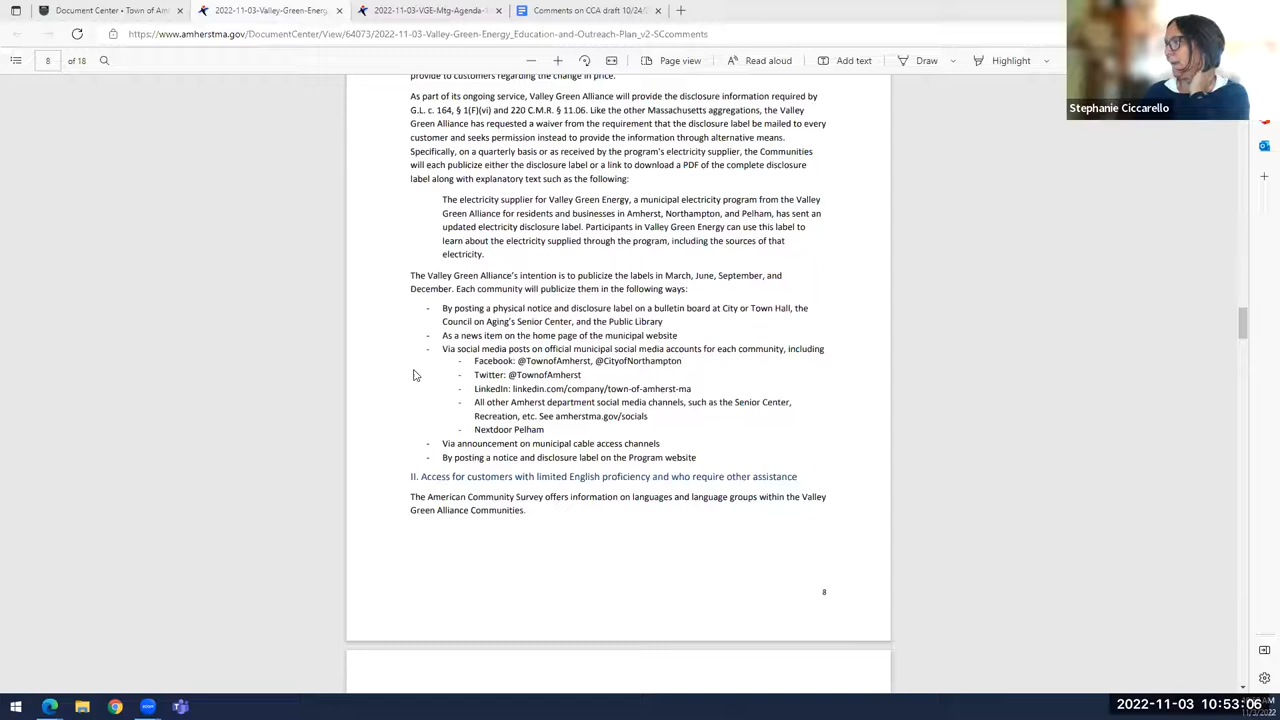 Document Center • Town of Am
2022-11-03-Valley-Green-Energ
2022-11-03-VGE-Mtg-Agenda-
Comments on CCA draft 10/24/
https://www.amherstma.gov/DocumentCenter/View/64073/2022-11-03-Valley-Green-Energy_Education-and-Outreach-Plan_v2-SCcomments
8 of 18
Page view
Read aloud
Add text
Draw
Highlight
Stephanie Ciccarello
provide to customers regarding the change in price.
As part of its ongoing service, Valley Green Alliance will provide the disclosure information required by
G.L. c. 164, § 1(F)(vi) and 220 C.M.R. § 11.06. Like the other Massachusetts aggregations, the Valley
Green Alliance has requested a waiver from the requirement that the disclosure label be mailed to every
customer and seeks permission instead to provide the information through alternative means.
Specifically, on a quarterly basis or as received by the program's electricity supplier, the Communities
will each publicize either the disclosure label or a link to download a PDF of the complete disclosure
label along with explanatory text such as the following:
The electricity supplier for Valley Green Energy, a municipal electricity program from the Valley
Green Alliance for residents and businesses in Amherst, Northampton, and Pelham, has sent an
updated electricity disclosure label. Participants in Valley Green Energy can use this label to
learn about the electricity supplied through the program, including the sources of that
electricity.
The Valley Green Alliance's intention is to publicize the labels in March, June, September, and
December. Each community will publicize them in the following ways:
- By posting a physical notice and disclosure label on a bulletin board at City or Town Hall, the
Council on Aging's Senior Center, and the Public Library
- As a news item on the home page of the municipal website
- Via social media posts on official municipal social media accounts for each community, including
- Facebook: @TownofAmherst, @CityofNorthampton
- Twitter: @TownofAmherst
- LinkedIn: linkedin.com/company/town-of-amherst-ma
- All other Amherst department social media channels, such as the Senior Center,
Recreation, etc. See amherstma.gov/socials
- Nextdoor Pelham
- Via announcement on municipal cable access channels
- By posting a notice and disclosure label on the Program website
II. Access for customers with limited English proficiency and who require other assistance
The American Community Survey offers information on languages and language groups within the Valley
Green Alliance Communities.
8
2022-11-03 10:53:06